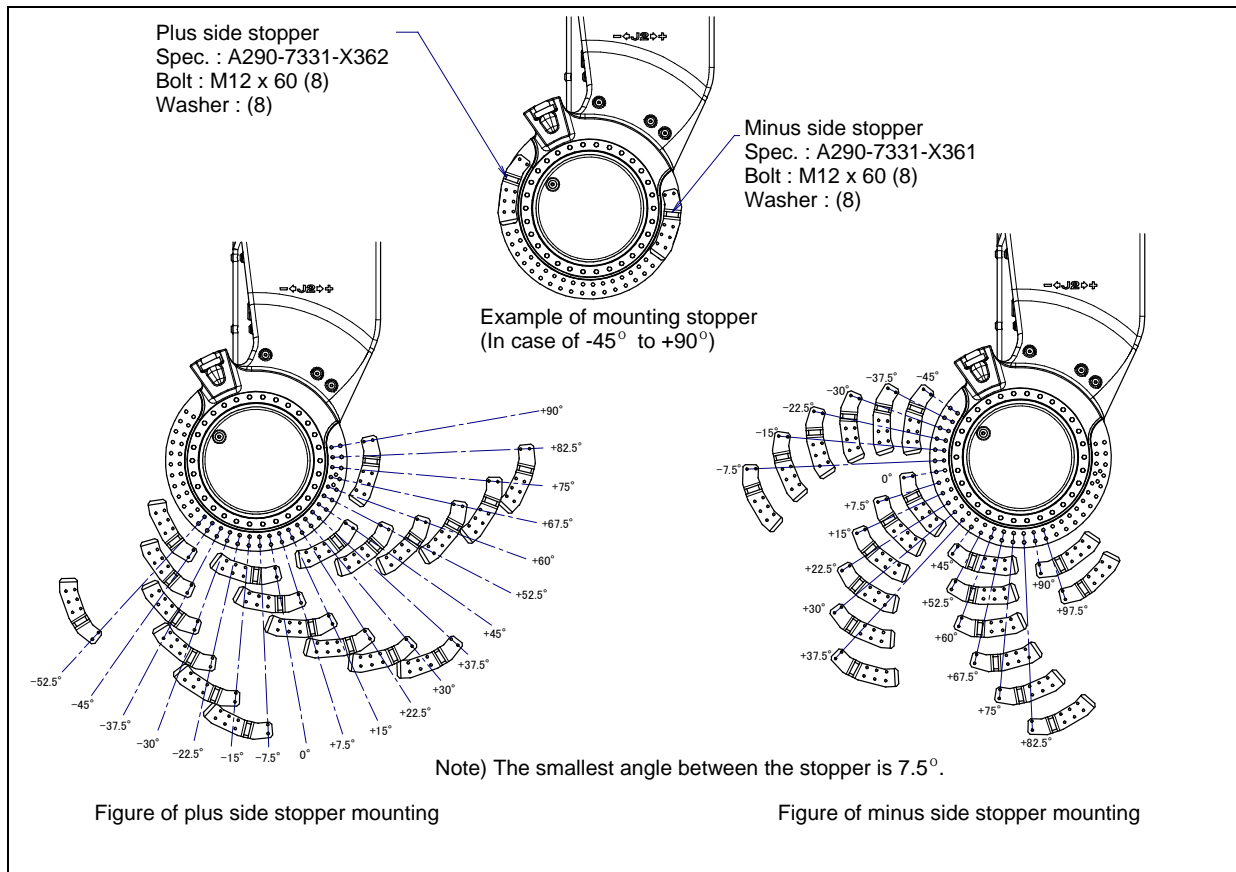 Plus side stopper
Spec. : A290-7331-X362
Bolt : M12 x 60 (8)
Washer : (8)
−⇦J2⇨+
Minus side stopper
Spec. : A290-7331-X361
Bolt : M12 x 60 (8)
Washer : (8)
Example of mounting stopper
(In case of -45° to +90°)
−⇦J2⇨+
+90°
+82.5°
+75°
+67.5°
+60°
+52.5°
+45°
+37.5°
+30°
+22.5°
+15°
+7.5°
0°
−7.5°
−15°
−22.5°
−30°
−37.5°
−45°
−52.5°
−⇦J2⇨+
−45°
−37.5°
−30°
−22.5°
−15°
−7.5°
0°
+7.5°
+15°
+22.5°
+30°
+37.5°
+45°
+52.5°
+60°
+67.5°
+75°
+82.5°
+90°
+97.5°
Note) The smallest angle between the stopper is 7.5°.
Figure of plus side stopper mounting
Figure of minus side stopper mounting